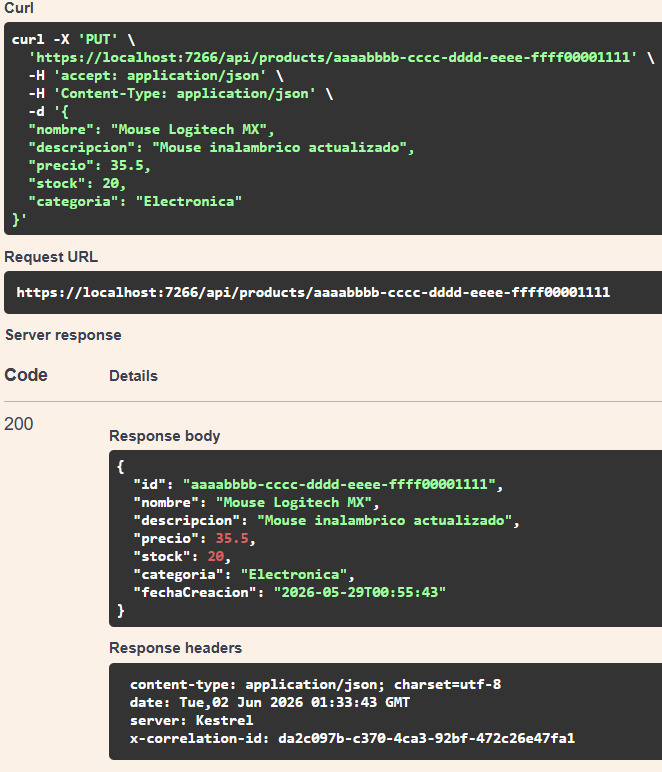 Curl
curl -X 'PUT' \
  'https://localhost:7266/api/products/aaaabbbb-cccc-dddd-eeee-ffff00001111' \
  -H 'accept: application/json' \
  -H 'Content-Type: application/json' \
  -d '{
  "nombre": "Mouse Logitech MX",
  "descripcion": "Mouse inalambrico actualizado",
  "precio": 35.5,
  "stock": 20,
  "categoria": "Electronica"
}'
Request URL
https://localhost:7266/api/products/aaaabbbb-cccc-dddd-eeee-ffff00001111
Server response
Code Details
200
Response body
{
  "id": "aaaabbbb-cccc-dddd-eeee-ffff00001111",
  "nombre": "Mouse Logitech MX",
  "descripcion": "Mouse inalambrico actualizado",
  "precio": 35.5,
  "stock": 20,
  "categoria": "Electronica",
  "fechaCreacion": "2026-05-29T00:55:43"
}
Response headers
content-type: application/json; charset=utf-8
date: Tue,02 Jun 2026 01:33:43 GMT
server: Kestrel
x-correlation-id: da2c097b-c370-4ca3-92bf-472c26e47fa1